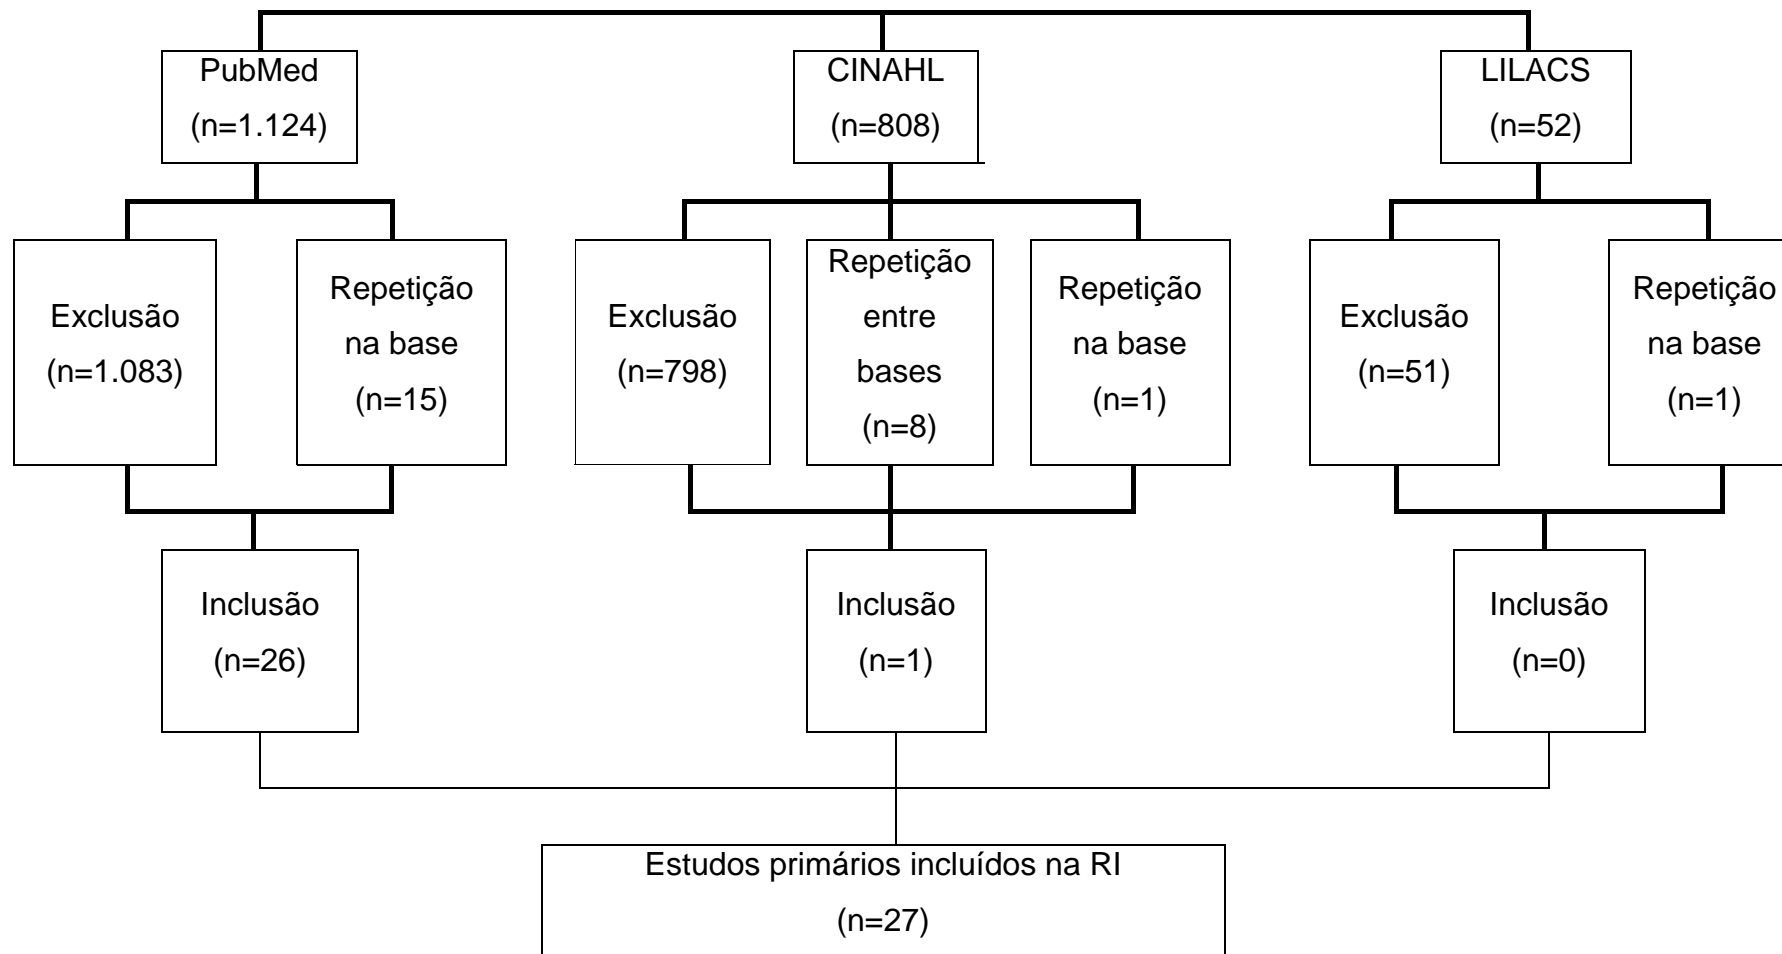 PubMed
(n=1.124)
CINAHL
(n=808)
LILACS
(n=52)
Exclusão
(n=1.083)
Repetição
na base
(n=15)
Exclusão
(n=798)
Repetição
entre
bases
(n=8)
Repetição
na base
(n=1)
Exclusão
(n=51)
Repetição
na base
(n=1)
Inclusão
(n=26)
Inclusão
(n=1)
Inclusão
(n=0)
Estudos primários incluídos na RI
(n=27)